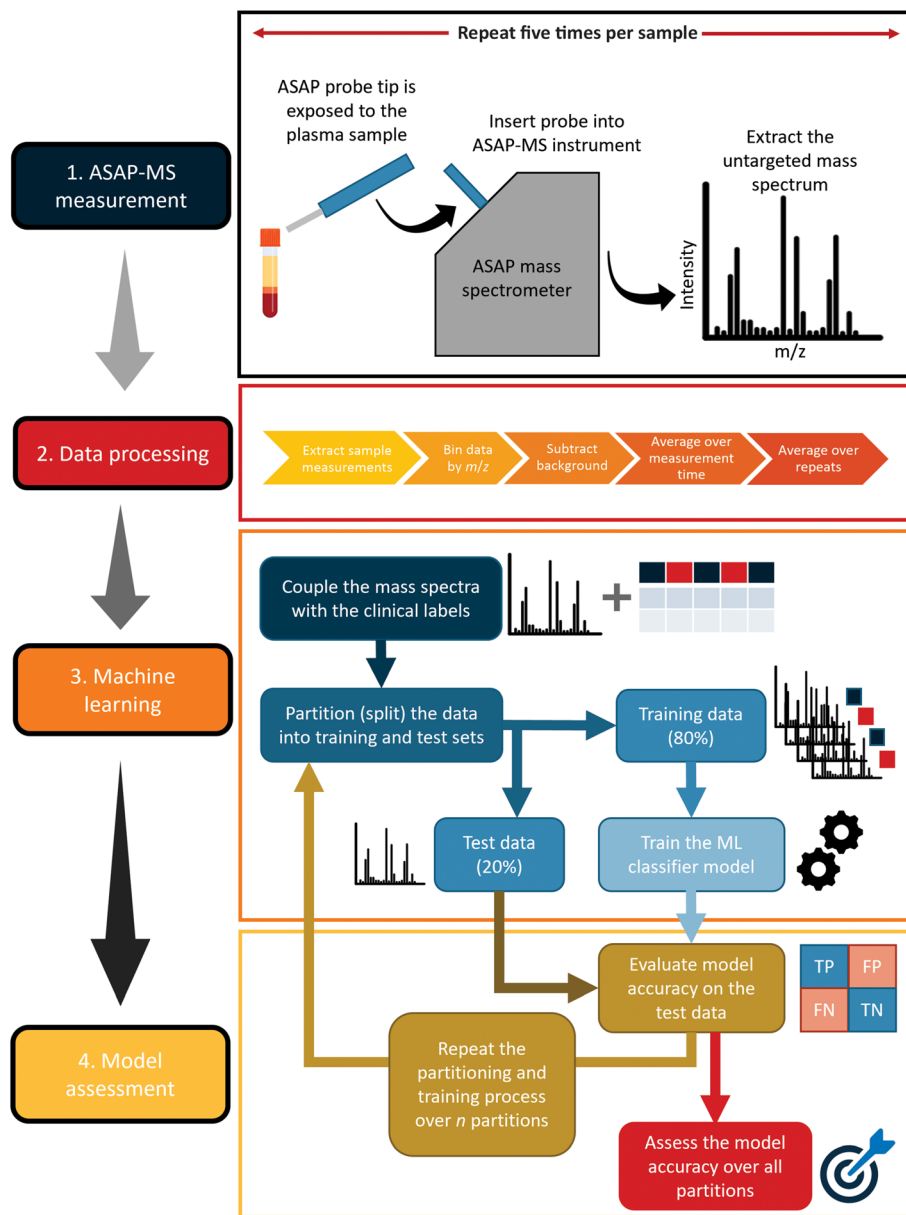 Repeat five times per sample
ASAP probe tip is
exposed to the
plasma sample
Insert probe into
ASAP-MS instrument
Extract the
untargeted mass
spectrum
1. ASAP-MS
measurement
ASAP mass
spectrometer
Intensity
m/z
2. Data processing
Extract sample
measurements
Bin data
by m/z
Subtract
background
Average over
measurement
time
Average over
repeats
Couple the mass spectra
with the clinical labels
3. Machine
learning
Partition (split) the data
into training and test sets
Training data
(80%)
Test data
(20%)
Train the ML
classifier model
Evaluate model
accuracy on the
test data
TP
FP
FN
TN
4. Model
assessment
Repeat the
partitioning and
training process
over n partitions
Assess the model
accuracy over all
partitions